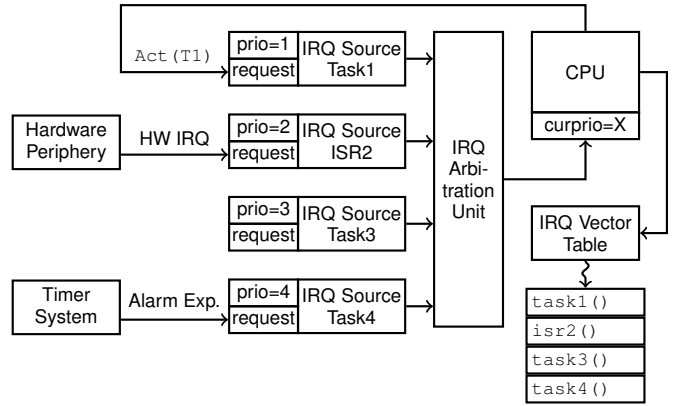 Act(T1)
prio=1
request
IRQ Source
Task1
CPU
curprio=X
Hardware
Periphery
HW IRQ
prio=2
request
IRQ Source
ISR2
IRQ
Arbi-
tration
Unit
prio=3
request
IRQ Source
Task3
IRQ Vector
Table
Timer
System
Alarm Exp.
prio=4
request
IRQ Source
Task4
task1()
isr2()
task3()
task4()